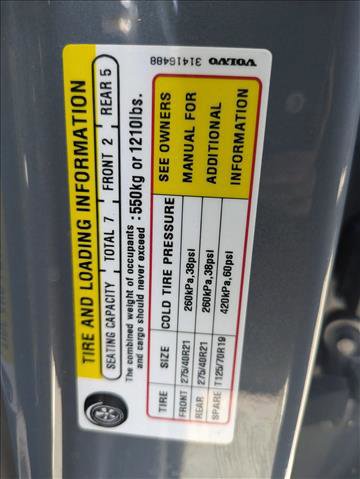 TIRE AND LOADING INFORMATION
SEATING CAPACITY TOTAL 7 FRONT 2 REAR 5
The combined weight of occupants
and cargo should never exceed : 550kg or 1210lbs.
TIRE SIZE COLD TIRE PRESSURE
FRONT 275/40R21 260kPa,38psi
REAR 275/40R21 260kPa,38psi
SPARE T125/70R19 420kPa,60psi
SEE OWNERS
MANUAL FOR
ADDITIONAL
INFORMATION
VOLVO 31416488